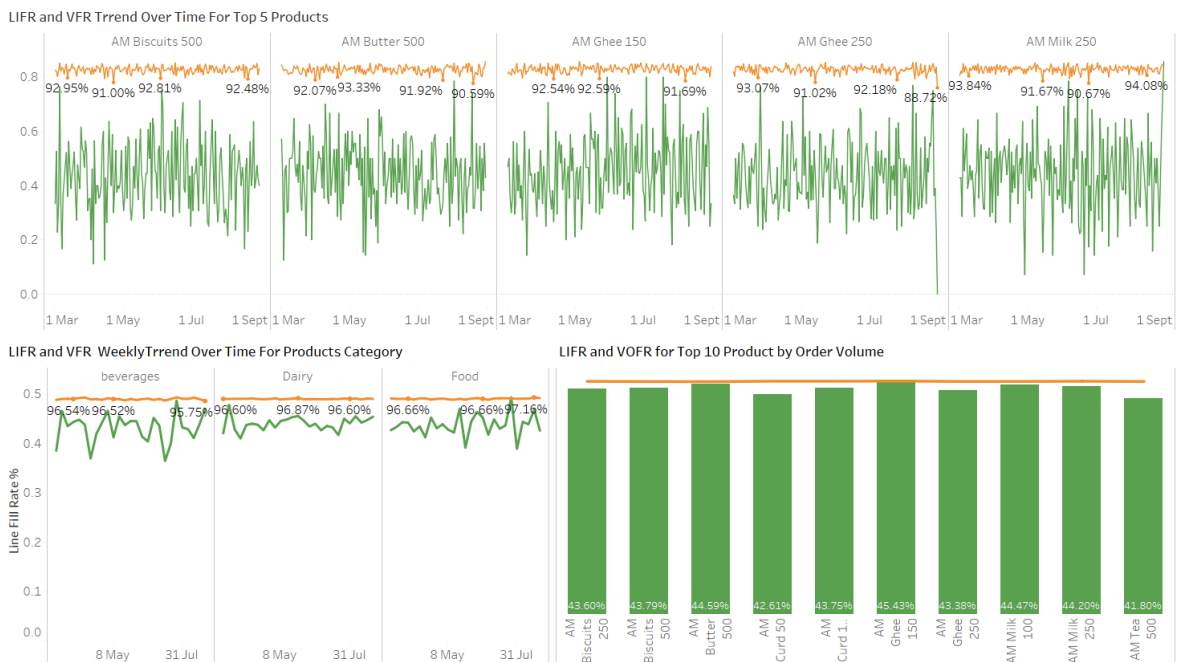 LIFR and VFR Trrend Over Time For Top 5 Products
AM Biscuits 500 AM Butter 500 AM Ghee 150 AM Ghee 250 AM Milk 250
0.8
92.95% 91.00% 92.81% 92.48% 92.07% 93.33% 91.92% 90.59% 92.54% 92.59% 91.69% 93.07% 91.02% 92.18% 88.72% 93.84% 91.67% 90.67% 94.08%
0.6
0.4
0.2
0.0
1 Mar 1 May 1 Jul 1 Sept 1 Mar 1 May 1 Jul 1 Sept 1 Mar 1 May 1 Jul 1 Sept 1 Mar 1 May 1 Jul 1 Sept 1 Mar 1 May 1 Jul 1 Sept
LIFR and VFR WeeklyTrrend Over Time For Products Category
beverages Dairy Food
0.5
96.54% 96.52% 95.75% 96.60% 96.87% 96.60% 96.66% 96.66% 97.16%
0.4
0.3
0.2
0.1
0.0
Line Fill Rate %
8 May 31 Jul 8 May 31 Jul 8 May 31 Jul
LIFR and VOFR for Top 10 Product by Order Volume
43.60% 43.79% 44.59% 42.61% 43.75% 45.43% 43.38% 44.47% 44.20% 41.80%
AM Biscuits 250
AM Biscuits 500
AM Butter 500
AM Curd 50
AM Curd 1..
AM Ghee 150
AM Ghee 250
AM Milk 100
AM Milk 250
AM Tea 500